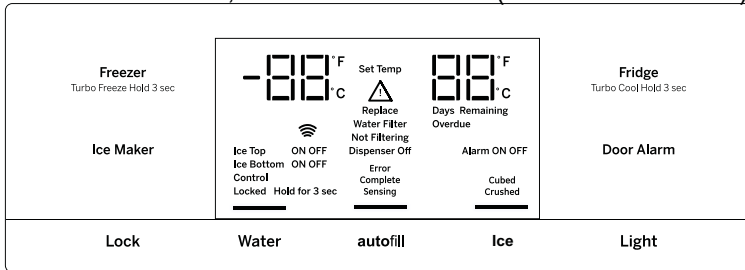 Freezer
Turbo Freeze Hold 3 sec
Ice Maker
-88 °F
°C
Set Temp
!
Replace
Water Filter
Not Filtering
Dispenser Off
Error
Complete
Sensing
Ice Top ON OFF
Ice Bottom ON OFF
Control
Locked Hold for 3 sec
88 °F
°C
Days Remaining
Overdue
Alarm ON OFF
Cubed
Crushed
Fridge
Turbo Cool Hold 3 sec
Door Alarm
Lock
Water
autofill
Ice
Light